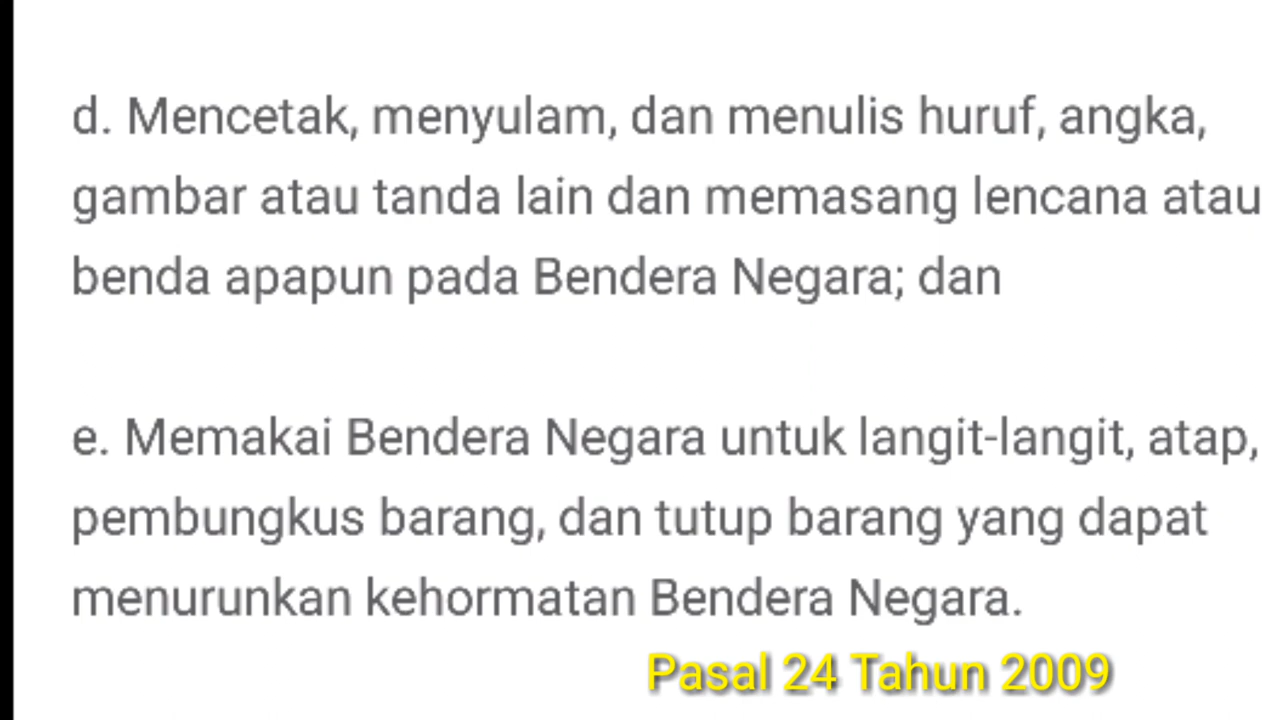 d. Mencetak, menyulam, dan menulis huruf, angka,
gambar atau tanda lain dan memasang lencana atau
benda apapun pada Bendera Negara; dan
e. Memakai Bendera Negara untuk langit-langit, atap,
pembungkus barang, dan tutup barang yang dapat
menurunkan kehormatan Bendera Negara.
Pasal 24 Tahun 2009